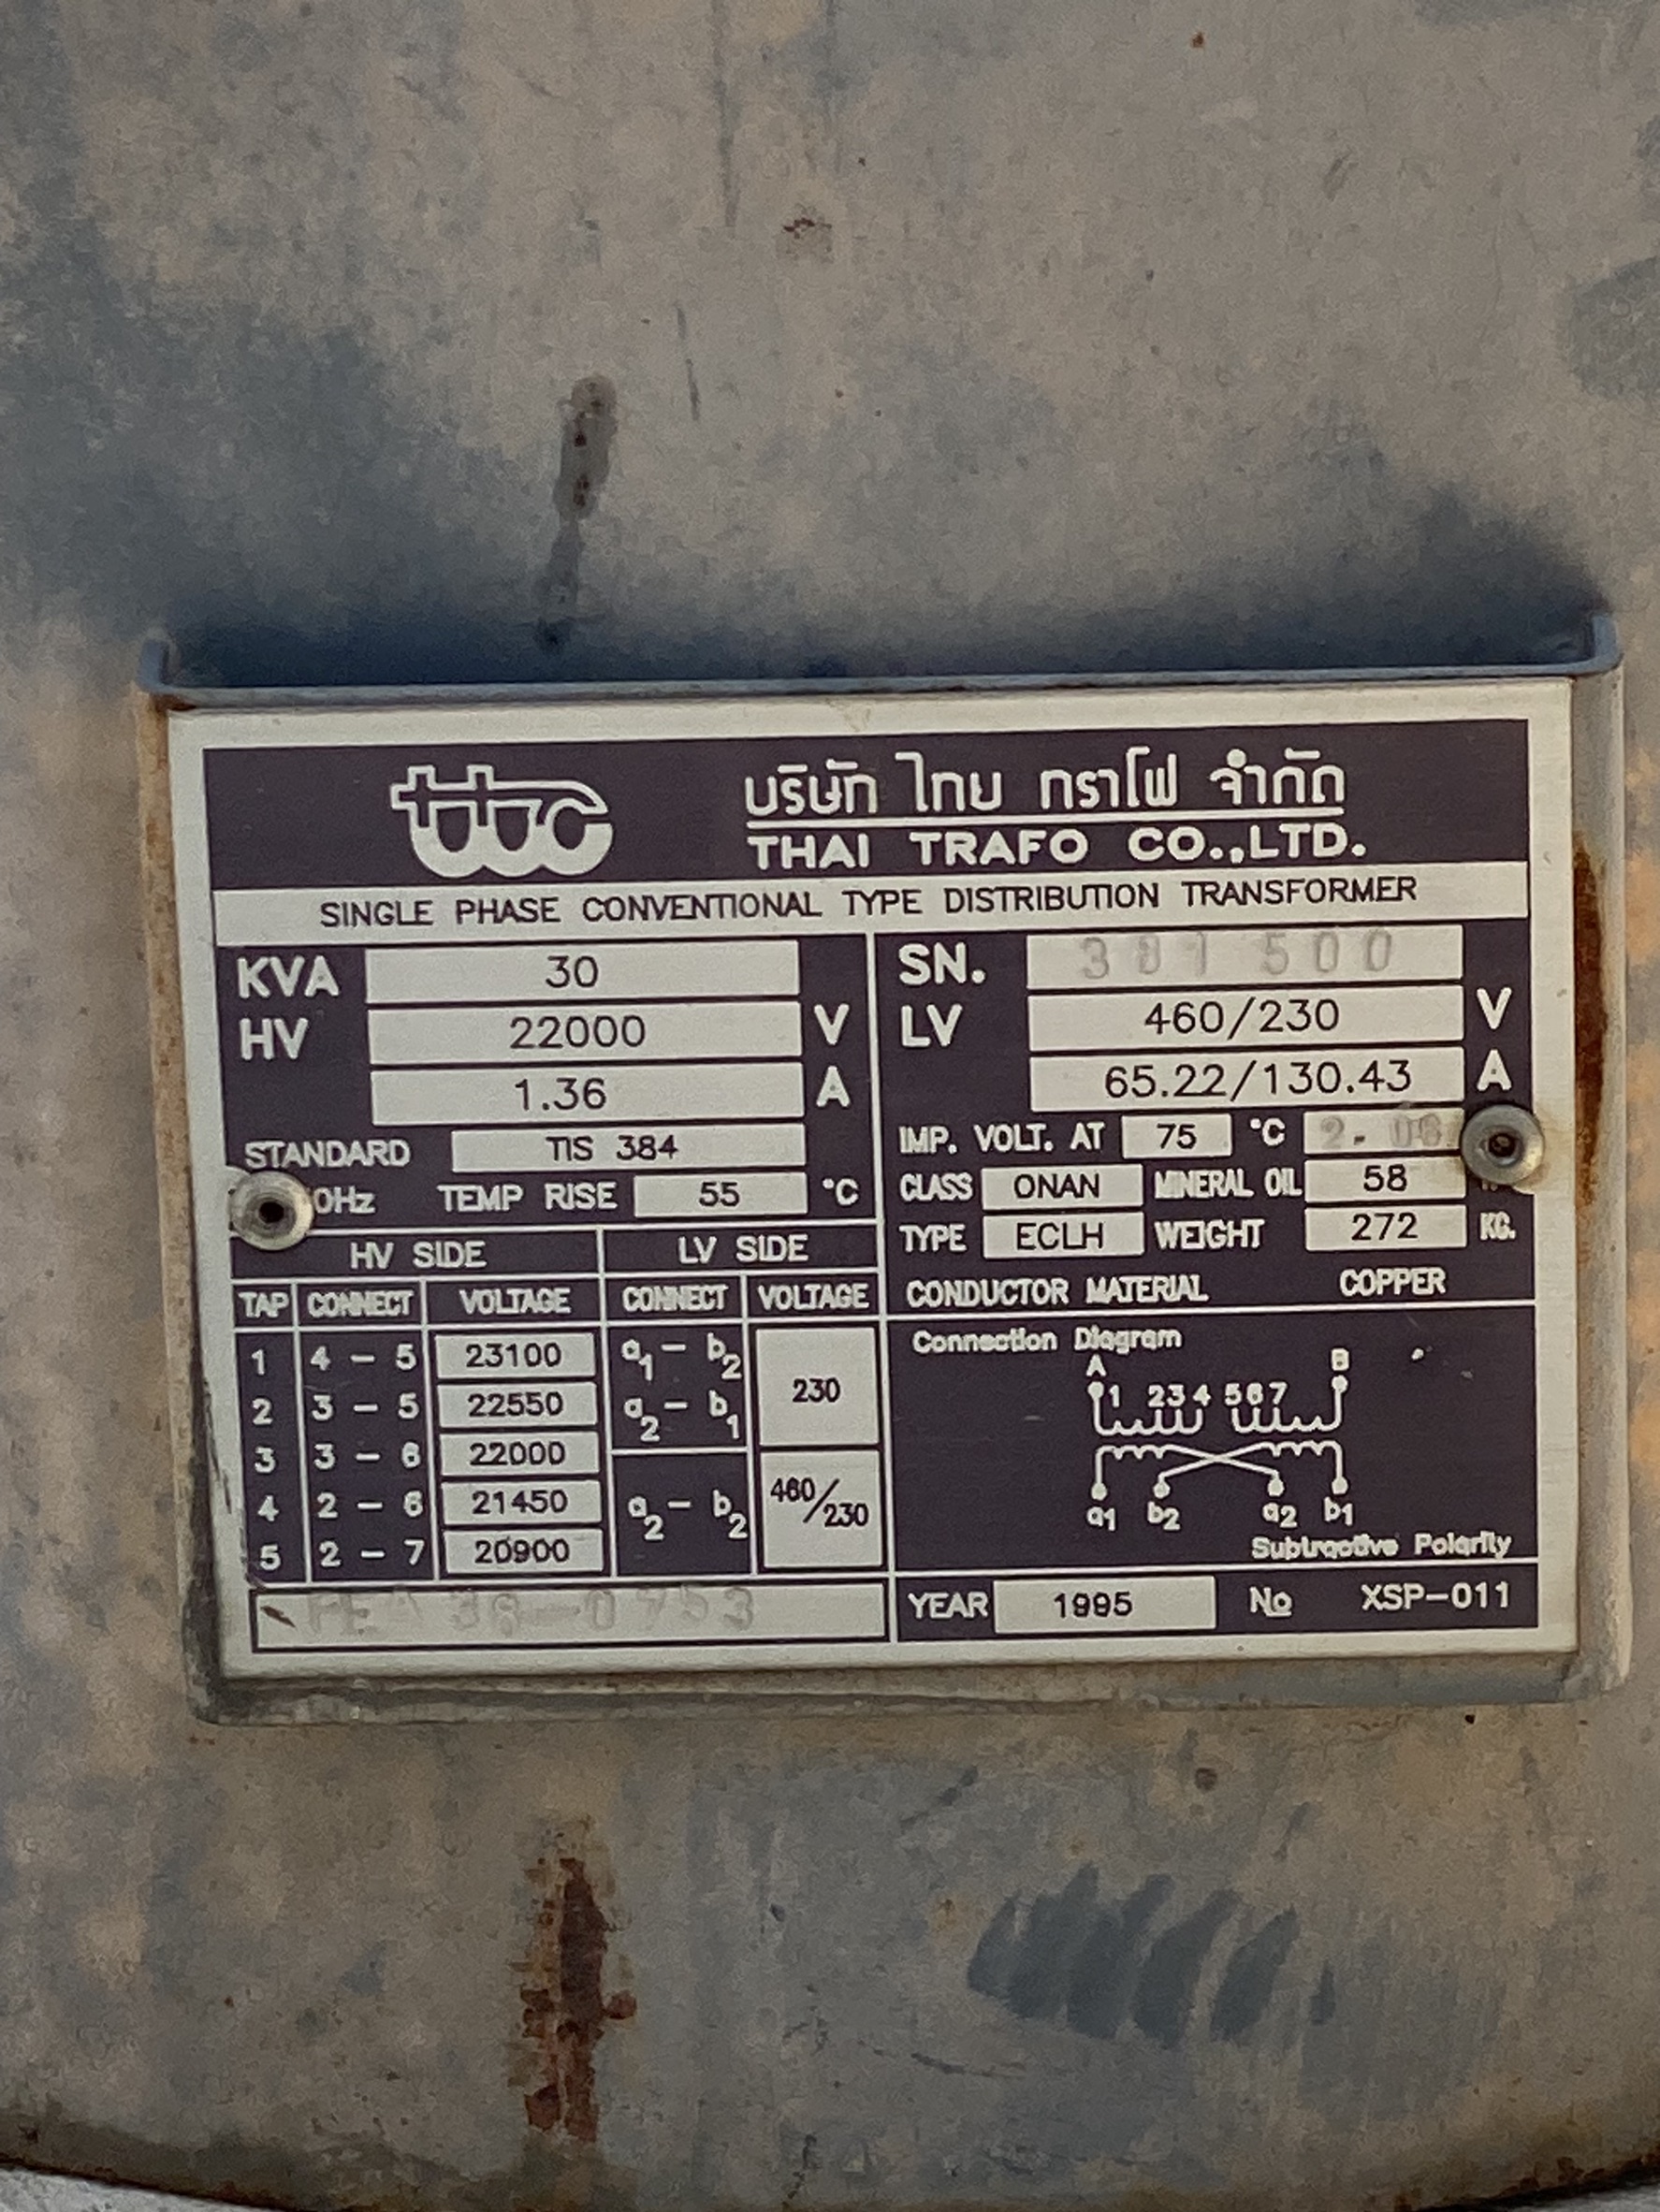 ttc
บริษัท ไทย ทราโฟ จำกัด
THAI TRAFO CO.,LTD.
SINGLE PHASE CONVENTIONAL TYPE DISTRIBUTION TRANSFORMER
KVA 30
HV 22000 V
1.36 A
STANDARD TIS 384
0Hz TEMP RISE 55 °C
SN. 381500
LV 460/230 V
65.22/130.43 A
IMP. VOLT. AT 75 °C
CLASS ONAN MINERAL OIL 58
TYPE ECLH WEIGHT 272 KG.
CONDUCTOR MATERIAL COPPER
HV SIDE LV SIDE
TAP CONNECT VOLTAGE CONNECT VOLTAGE
1 4 - 5 23100 a1 - b2
2 3 - 5 22550 a2 - b1 230
3 3 - 6 22000
4 2 - 6 21450 a2 - b2 460/230
5 2 - 7 20900
PEA 38-0753
Connection Diagram
A B
1 2 3 4 5 6 7
a1 b2 a2 b1
Subtractive Polarity
YEAR 1995 No XSP-011